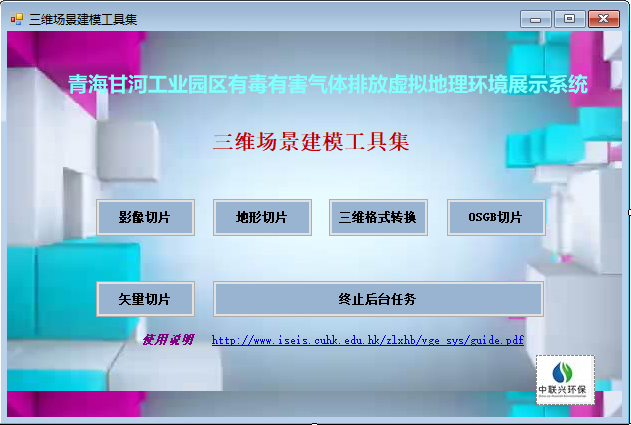 三维场景建模工具集
青海甘河工业园区有毒有害气体排放虚拟地理环境展示系统
三维场景建模工具集
影像切片 地形切片 三维格式转换 OSGB切片
矢量切片 终止后台任务
使用说明 http://www.iseis.cuhk.edu.hk/zlxhb/vge_sys/guide.pdf
中联兴环保